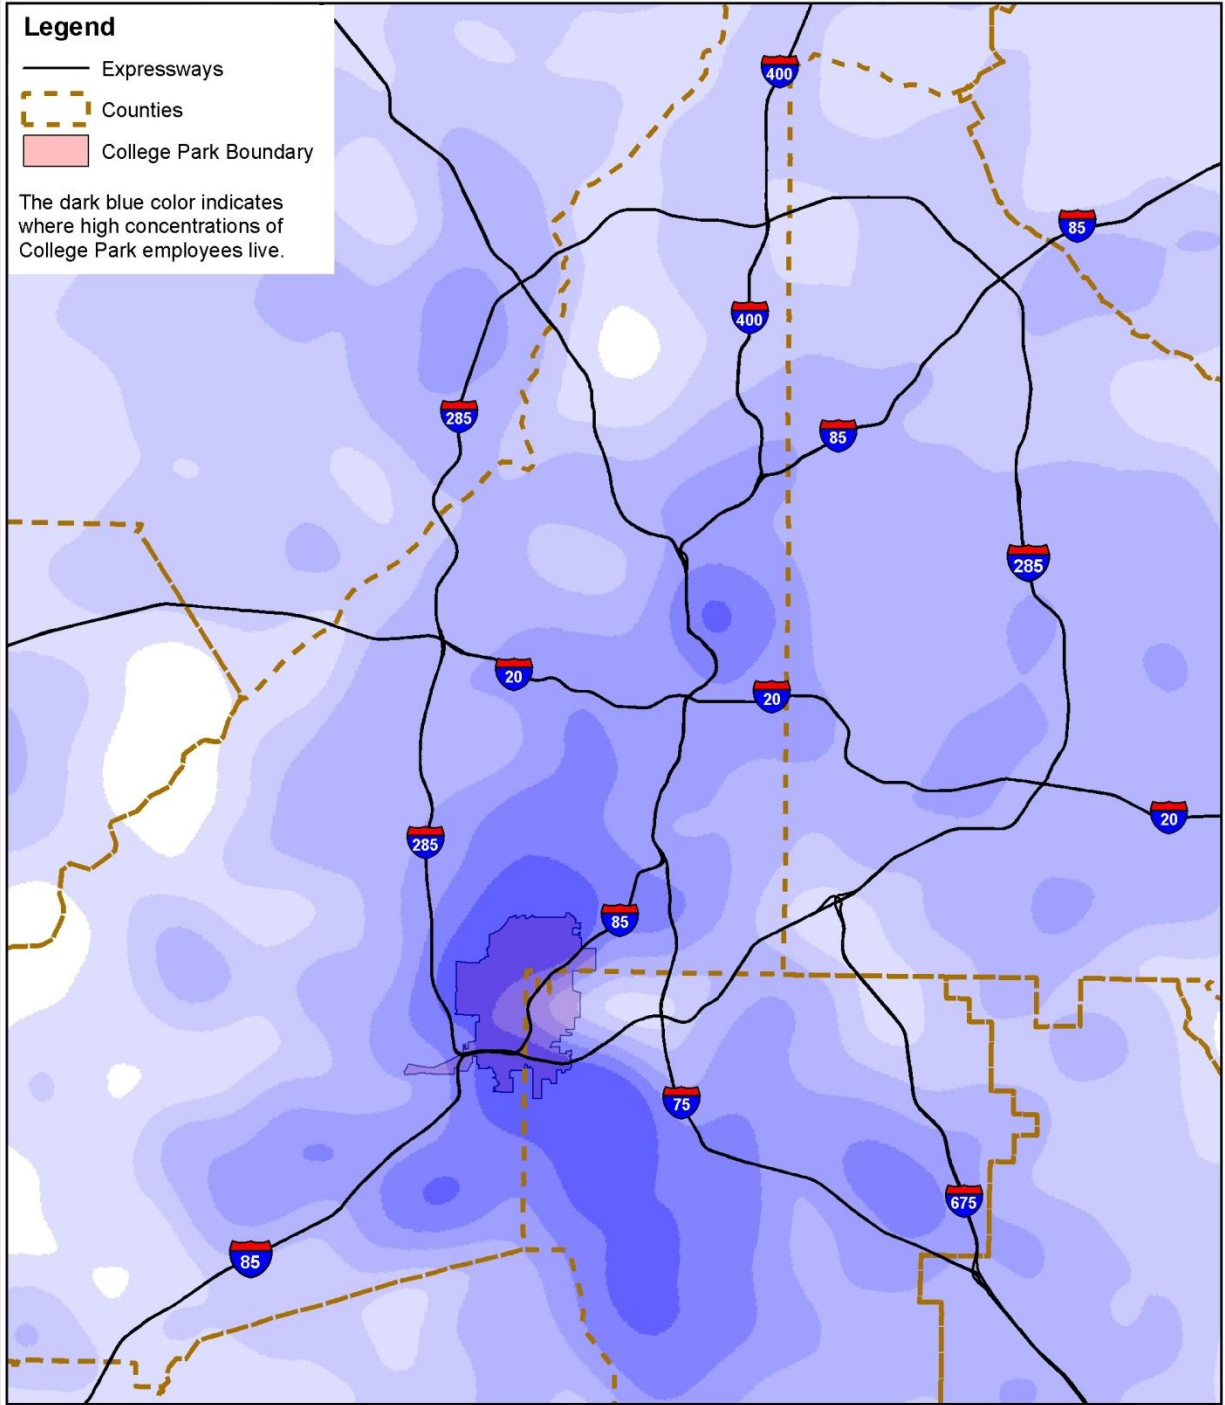 Legend
Expressways
Counties
College Park Boundary
The dark blue color indicates
where high concentrations of
College Park employees live.
400
85
400
285
85
285
20
20
20
285
85
75
675
85